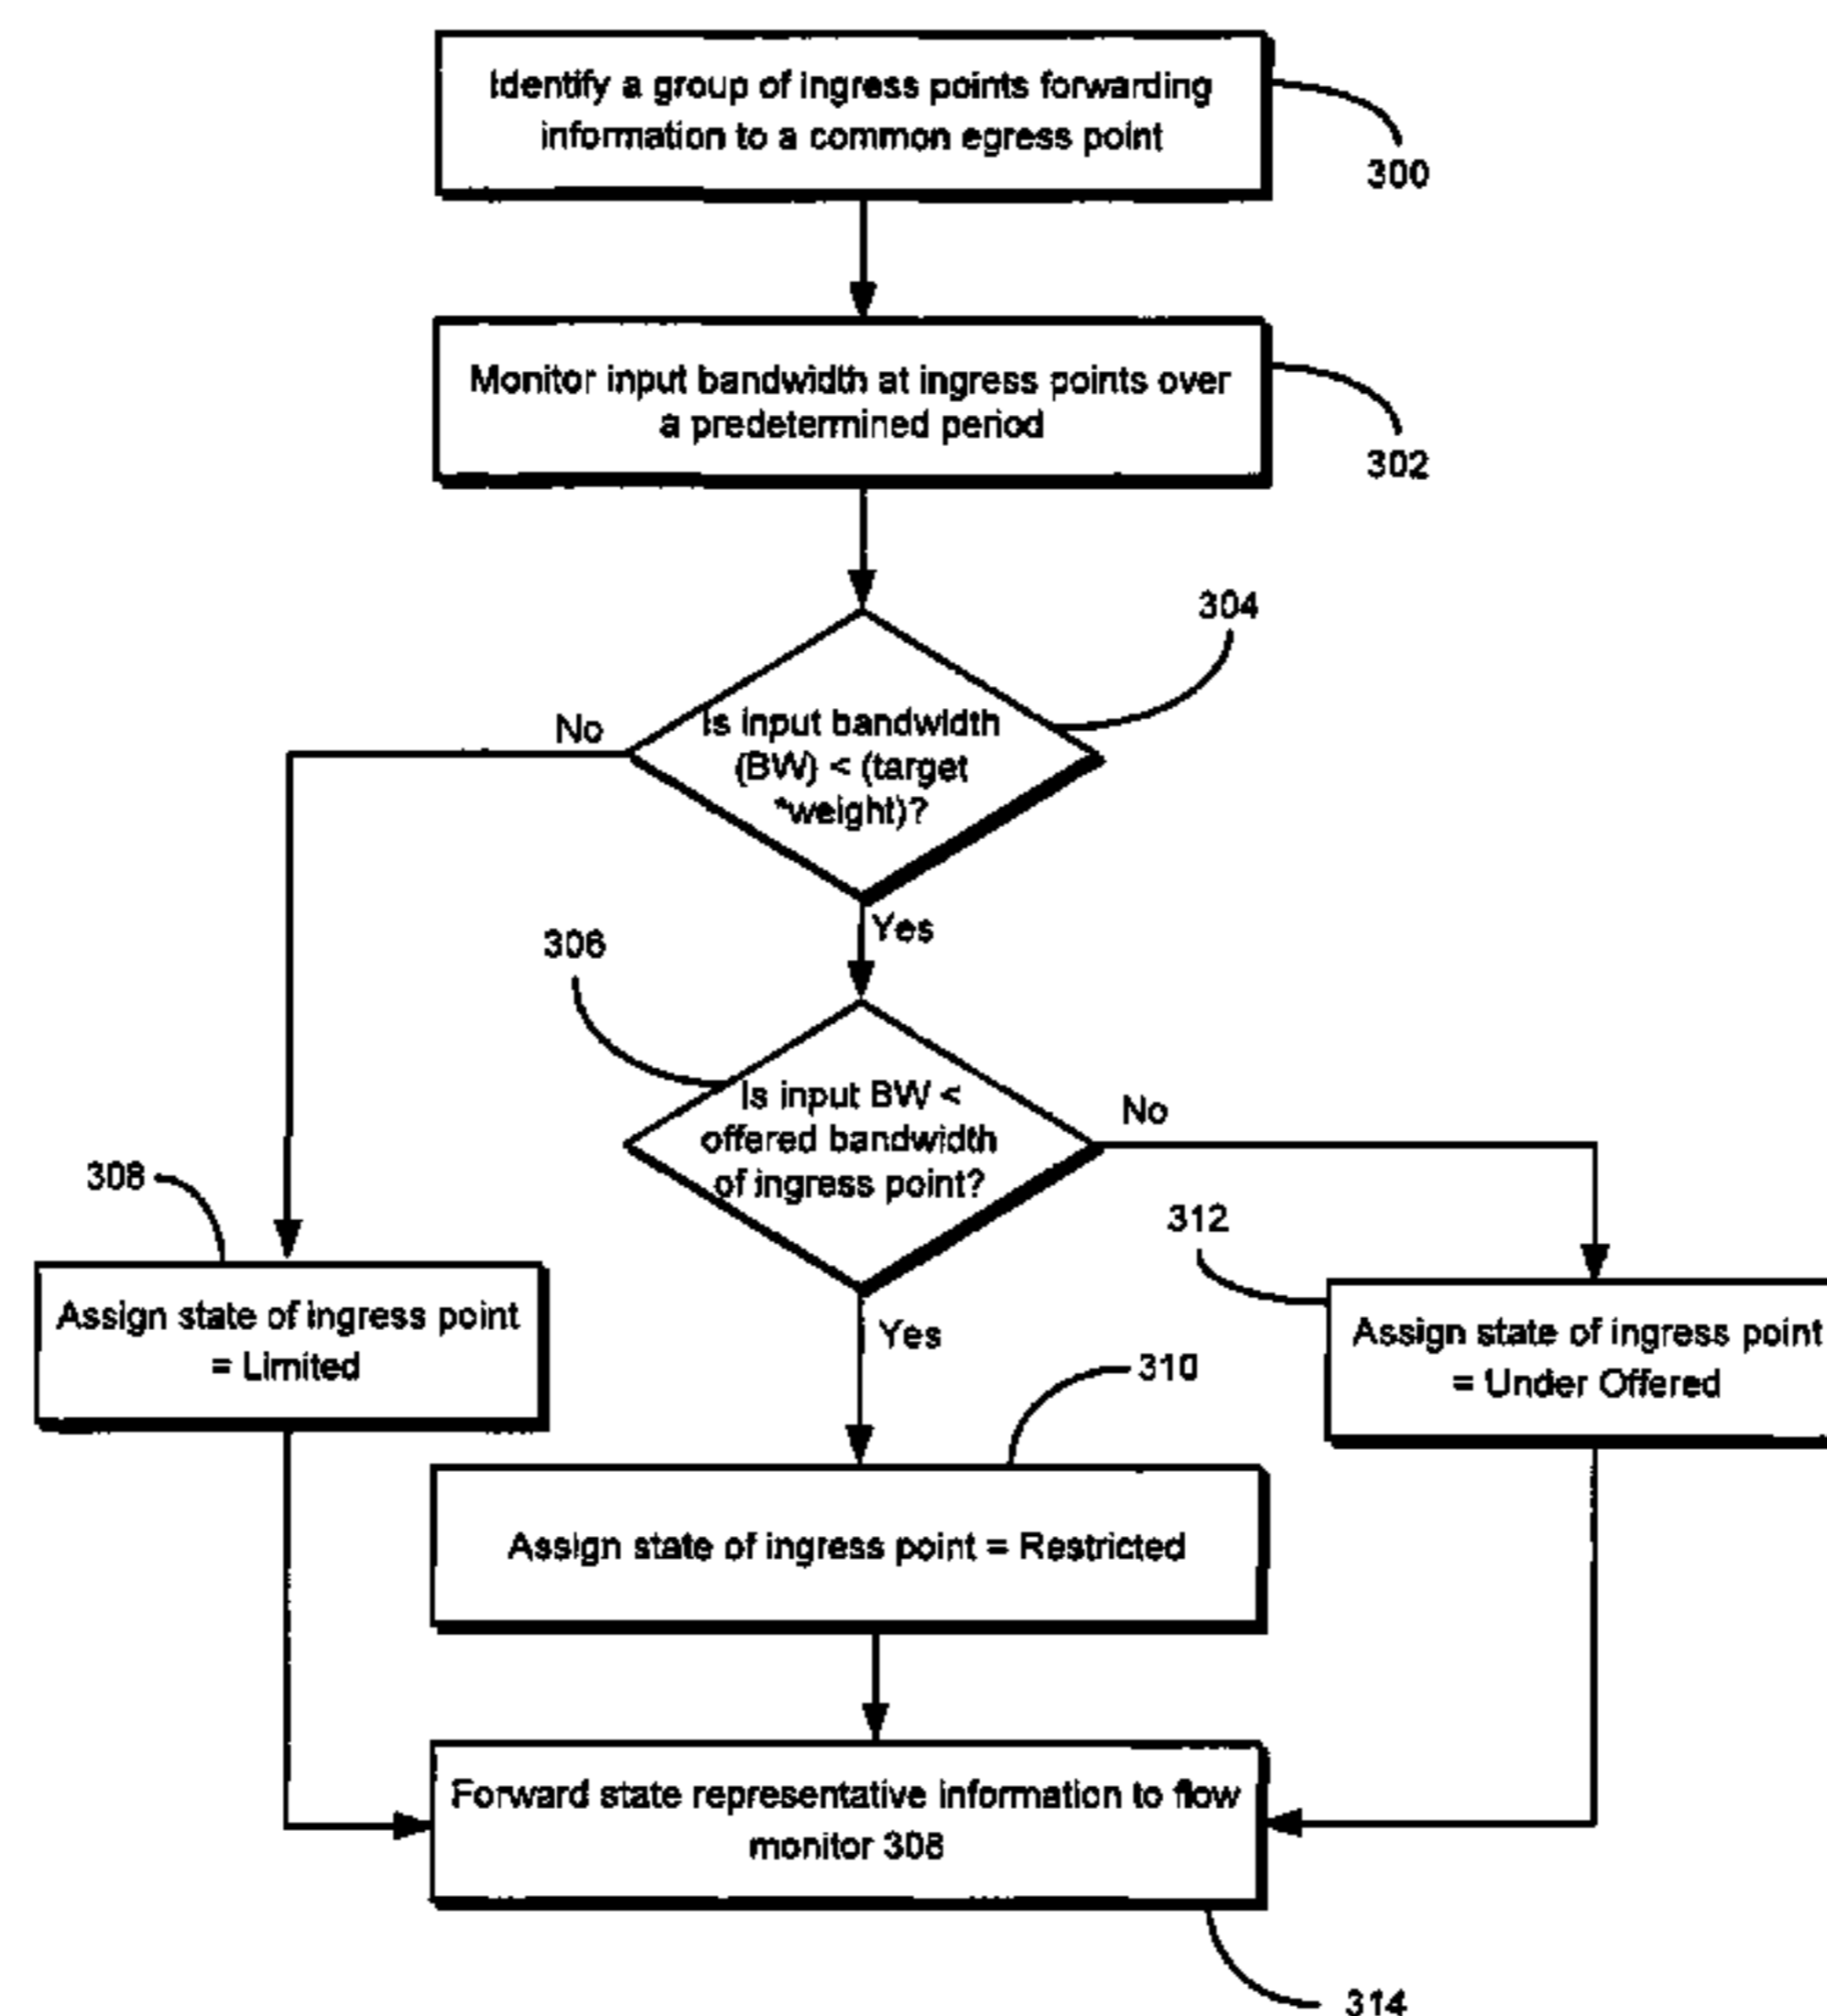 Identify a group of ingress points forwarding
information to a common egress point
300
Monitor input bandwidth at ingress points over
a predetermined period
302
304
No
Is input bandwidth
(BW) < (target
*weight)?
Yes
306
Is input BW <
offered bandwidth
of ingress point?
No
308
312
Assign state of ingress point
= Limited
Yes
Assign state of ingress point
= Under Offered
310
Assign state of ingress point = Restricted
Forward state representative information to flow
monitor 308
314